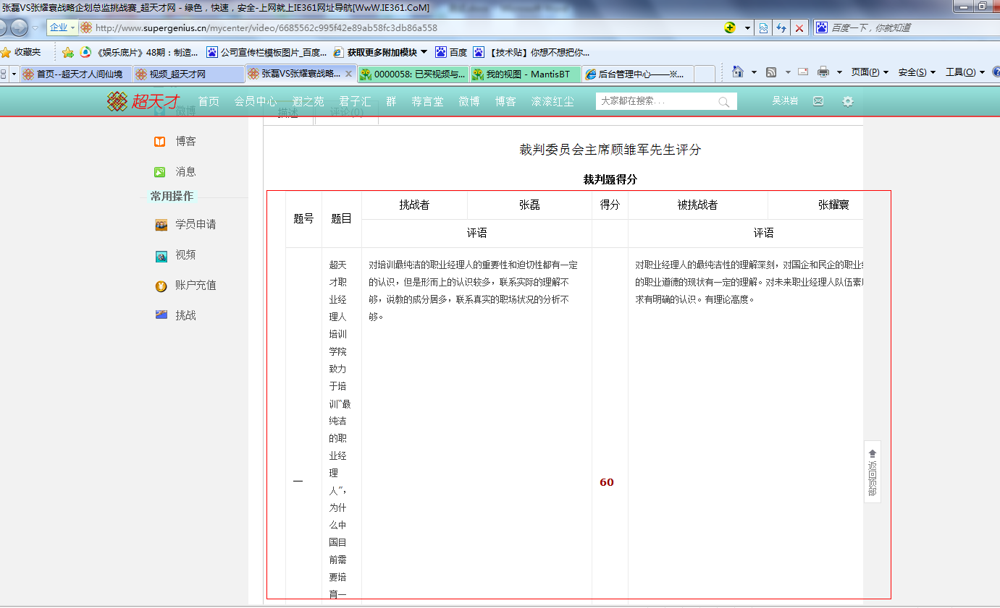 张磊VS张耀寰战略企划总监挑战赛_超天才网 - 绿色，快速，安全-上网就上IE361网址导航[WwW.IE361.CoM]
企业 http://www.supergenius.cn/mycenter/video/6685562c995f42e89ab58fc3db86a558 百度一下，你就知道
收藏夹 《娱乐底片》48期：制造... 公司宣传栏模板图片_百度... 获取更多附加模块 百度 【技术贴】你想不想把你...
首页--超天才人间仙境 视频_超天才网 张磊VS张耀寰战略... 0000058: 已买视频与... 我的视图 - MantisBT 后台管理中心——※... 页面(P) 安全(S) 工具(O)
超天才 首页 会员中心 遐之苑 君子汇 群 荐言堂 微博 博客 滚滚红尘 大家都在搜索... 吴洪岩
微博 描述 评论(0)
博客
消息
常用操作
学员申请
视频
账户充值
挑战
裁判委员会主席顾雏军先生评分
裁判题得分
题号 题目 挑战者 张磊 得分 被挑战者 张耀寰
评语 评语
一
超天
才职
业经
理人
培训
学院
致力
于培
训“最
纯洁
的职
业经
理
人”，
为什
么中
国目
前需
要培
育一
对培训最纯洁的职业经理人的重要性和迫切性都有一定
的认识，但是形而上的认识较多，联系实际的理解不
够，说教的成分居多，联系真实的职场状况的分析不
够。
60
对职业经理人的最纯洁性的理解深刻，对国企和民企的职业
的职业道德的现状有一定的理解。对未来职业经理人队伍素
求有明确的认识。有理论高度。
返回顶部